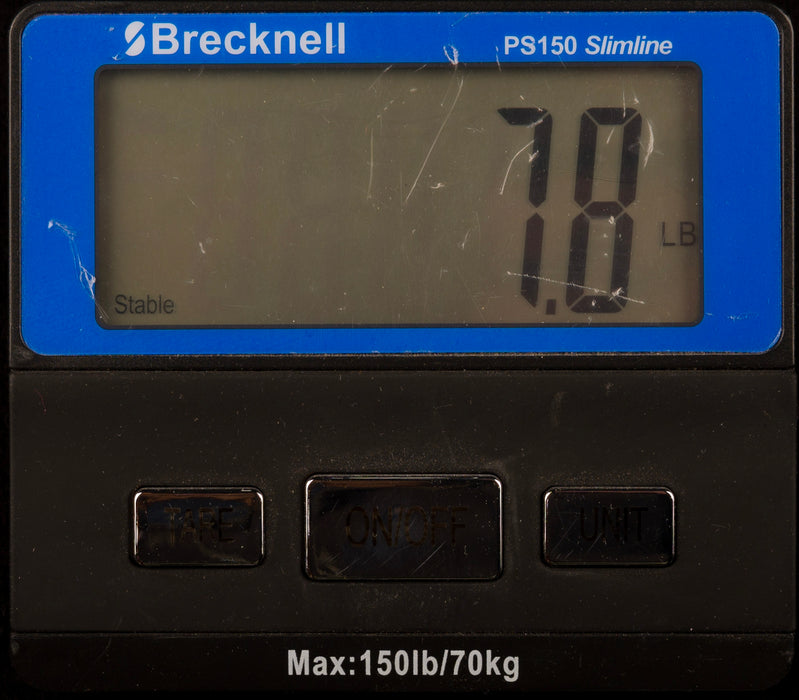 Brecknell
PS150 Slimline
7.8
LB
Stable
TARE ON/OFF UNIT
Max:150lb/70kg